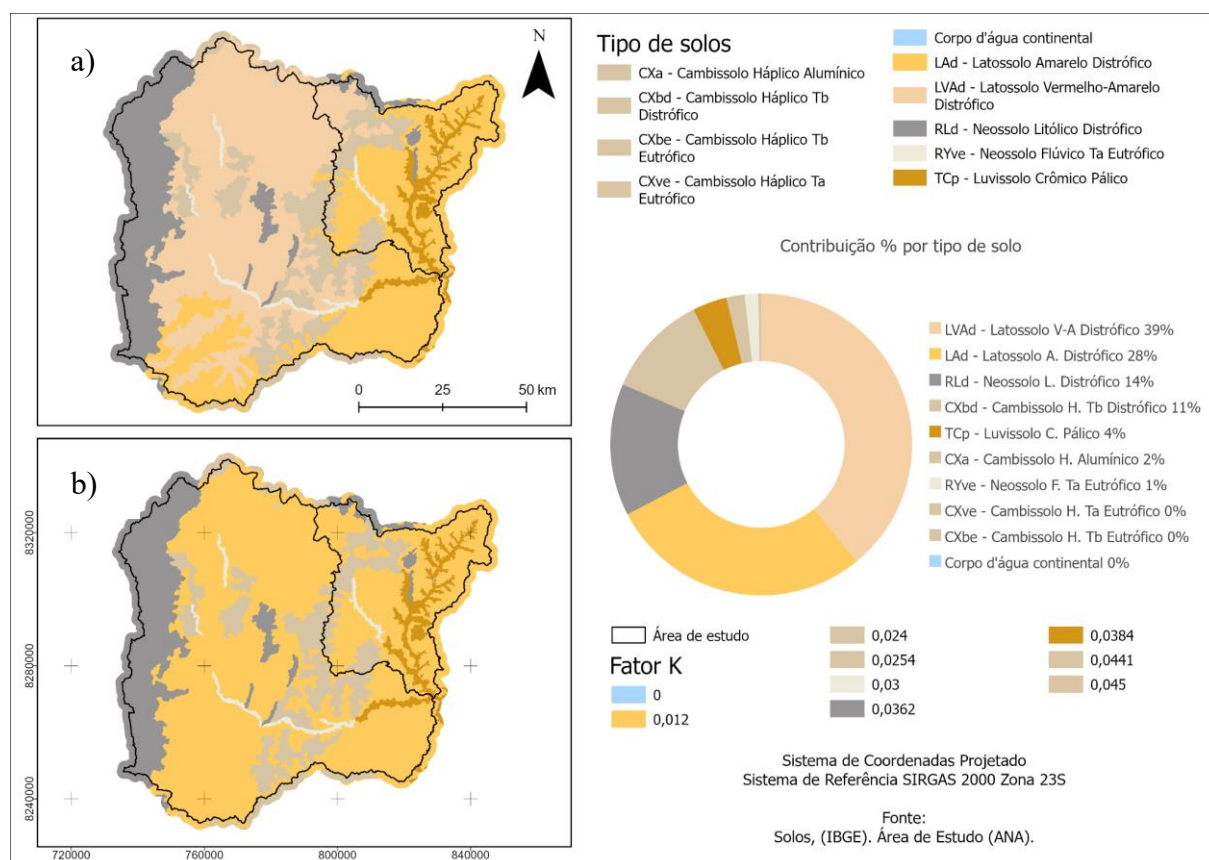 a)
N
0 25 50 km
b)
8320000
8280000
8240000
720000 760000 800000 840000
Tipo de solos
CXa - Cambissolo Háplico Alumínico
CXbd - Cambissolo Háplico Tb
Distrófico
CXbe - Cambissolo Háplico Tb
Eutrófico
CXve - Cambissolo Háplico Ta
Eutrófico
Corpo d'água continental
LAd - Latossolo Amarelo Distrófico
LVAd - Latossolo Vermelho-Amarelo
Distrófico
RLd - Neossolo Litólico Distrófico
RYve - Neossolo Flúvico Ta Eutrófico
TCp - Luvissolo Crômico Pálico
Contribuição % por tipo de solo
LVAd - Latossolo V-A Distrófico 39%
LAd - Latossolo A. Distrófico 28%
RLd - Neossolo L. Distrófico 14%
CXbd - Cambissolo H. Tb Distrófico 11%
TCp - Luvissolo C. Pálico 4%
CXa - Cambissolo H. Alumínico 2%
RYve - Neossolo F. Ta Eutrófico 1%
CXve - Cambissolo H. Ta Eutrófico 0%
CXbe - Cambissolo H. Tb Eutrófico 0%
Corpo d'água continental 0%
Área de estudo
Fator K
0
0,012
0,024
0,0254
0,03
0,0362
0,0384
0,0441
0,045
Sistema de Coordenadas Projetado
Sistema de Referência SIRGAS 2000 Zona 23S
Fonte:
Solos, (IBGE). Área de Estudo (ANA).